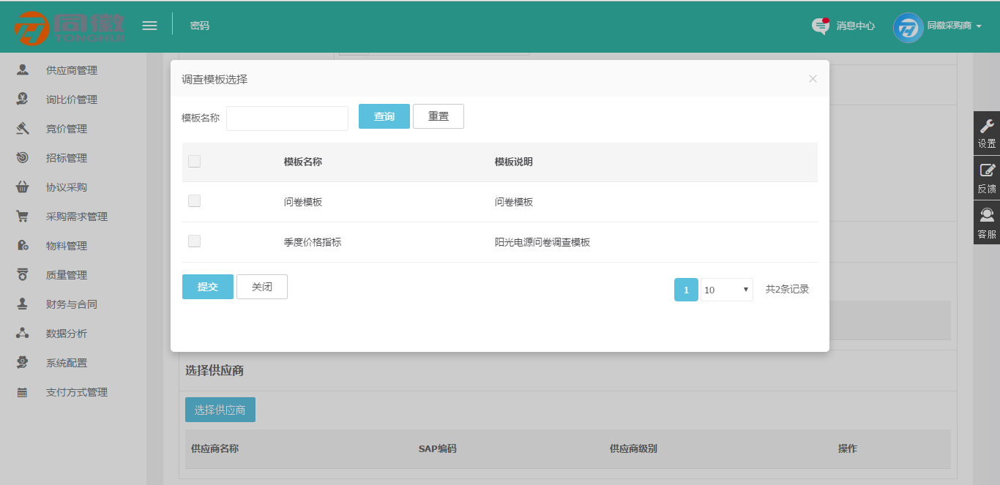 同徽
TONGHUI
密码
消息中心
同徽采购商
供应商管理
询比价管理
竞价管理
招标管理
协议采购
采购需求管理
物料管理
质量管理
财务与合同
数据分析
系统配置
支付方式管理
调查模板选择
×
模板名称
查询
重置
模板名称 模板说明
问卷模板 问卷模板
季度价格指标 阳光电源问卷调查模板
提交
关闭
1
10
共2条记录
选择供应商
选择供应商
供应商名称 SAP编码 供应商级别 操作
设置
反馈
客服